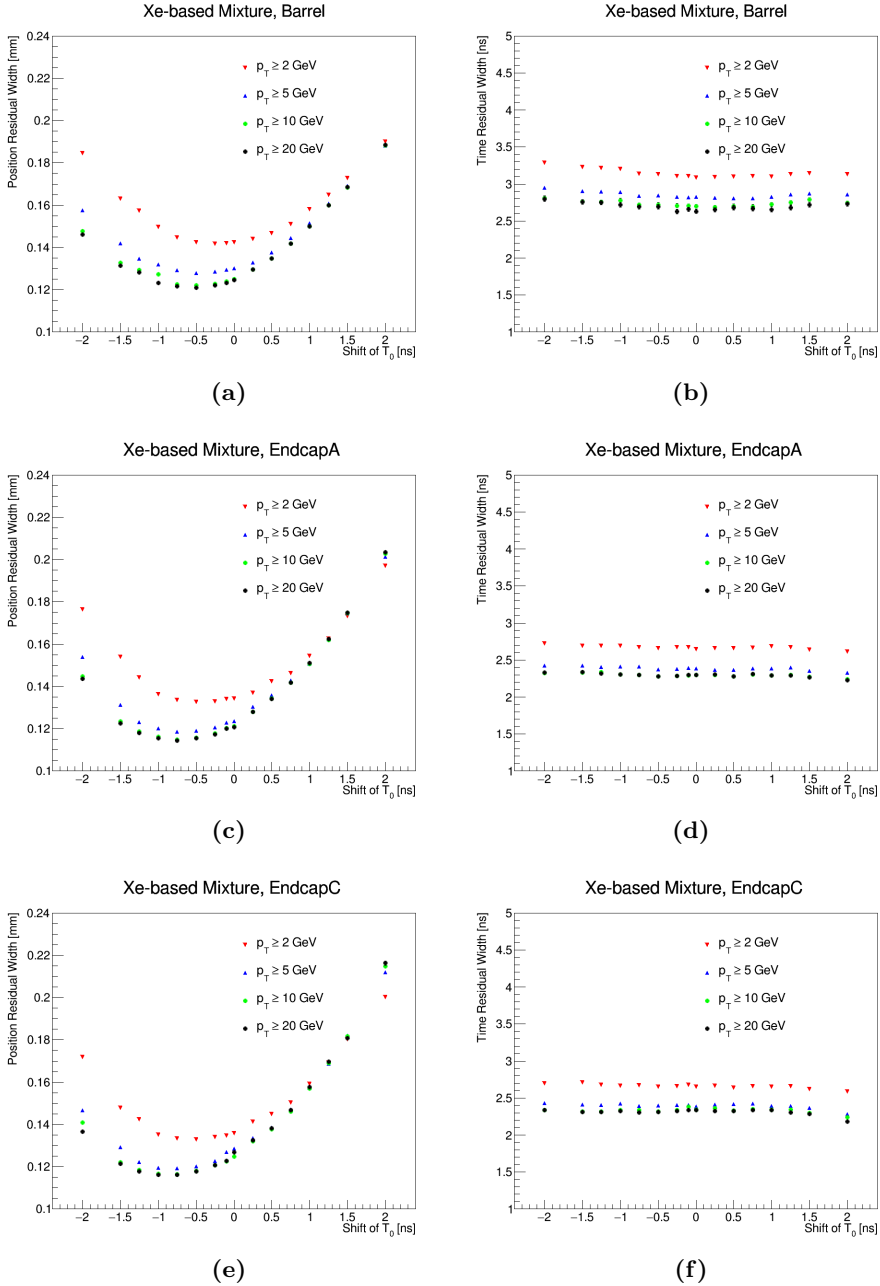 Xe-based Mixture, Barrel
Position Residual Width [mm]
0.24
0.22
0.2
0.18
0.16
0.14
0.12
0.1
p_T ≥ 2 GeV
p_T ≥ 5 GeV
p_T ≥ 10 GeV
p_T ≥ 20 GeV
−2 −1.5 −1 −0.5 0 0.5 1 1.5 2
Shift of T_0 [ns]
(a)
Xe-based Mixture, Barrel
Time Residual Width [ns]
5
4.5
4
3.5
3
2.5
2
1.5
1
p_T ≥ 2 GeV
p_T ≥ 5 GeV
p_T ≥ 10 GeV
p_T ≥ 20 GeV
−2 −1.5 −1 −0.5 0 0.5 1 1.5 2
Shift of T_0 [ns]
(b)
Xe-based Mixture, EndcapA
Position Residual Width [mm]
0.24
0.22
0.2
0.18
0.16
0.14
0.12
0.1
p_T ≥ 2 GeV
p_T ≥ 5 GeV
p_T ≥ 10 GeV
p_T ≥ 20 GeV
−2 −1.5 −1 −0.5 0 0.5 1 1.5 2
Shift of T_0 [ns]
(c)
Xe-based Mixture, EndcapA
Time Residual Width [ns]
5
4.5
4
3.5
3
2.5
2
1.5
1
p_T ≥ 2 GeV
p_T ≥ 5 GeV
p_T ≥ 10 GeV
p_T ≥ 20 GeV
−2 −1.5 −1 −0.5 0 0.5 1 1.5 2
Shift of T_0 [ns]
(d)
Xe-based Mixture, EndcapC
Position Residual Width [mm]
0.24
0.22
0.2
0.18
0.16
0.14
0.12
0.1
p_T ≥ 2 GeV
p_T ≥ 5 GeV
p_T ≥ 10 GeV
p_T ≥ 20 GeV
−2 −1.5 −1 −0.5 0 0.5 1 1.5 2
Shift of T_0 [ns]
(e)
Xe-based Mixture, EndcapC
Time Residual Width [ns]
5
4.5
4
3.5
3
2.5
2
1.5
1
p_T ≥ 2 GeV
p_T ≥ 5 GeV
p_T ≥ 10 GeV
p_T ≥ 20 GeV
−2 −1.5 −1 −0.5 0 0.5 1 1.5 2
Shift of T_0 [ns]
(f)